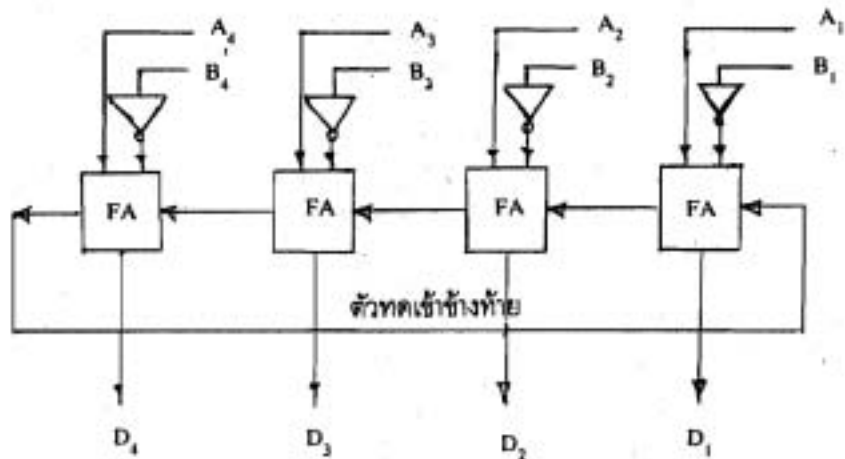 A₄ A₃ A₂ A₁
B₄ B₃ B₂ B₁
FA FA FA FA
ตัวทดเข้าข้างท้าย
D₄ D₃ D₂ D₁